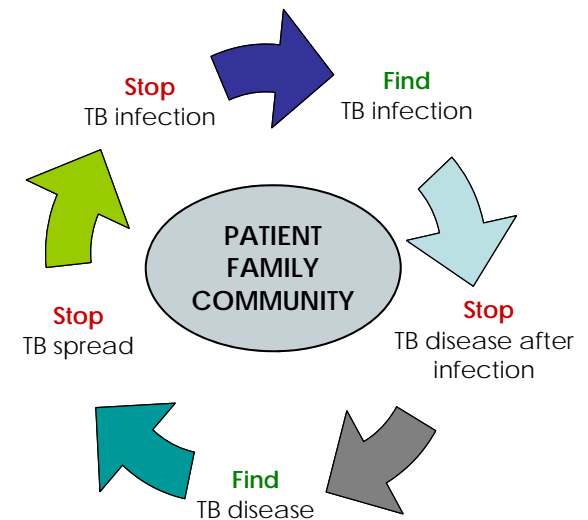 Stop
TB infection
Find
TB infection
PATIENT
FAMILY
COMMUNITY
Stop
TB disease after
infection
Find
TB disease
Stop
TB spread